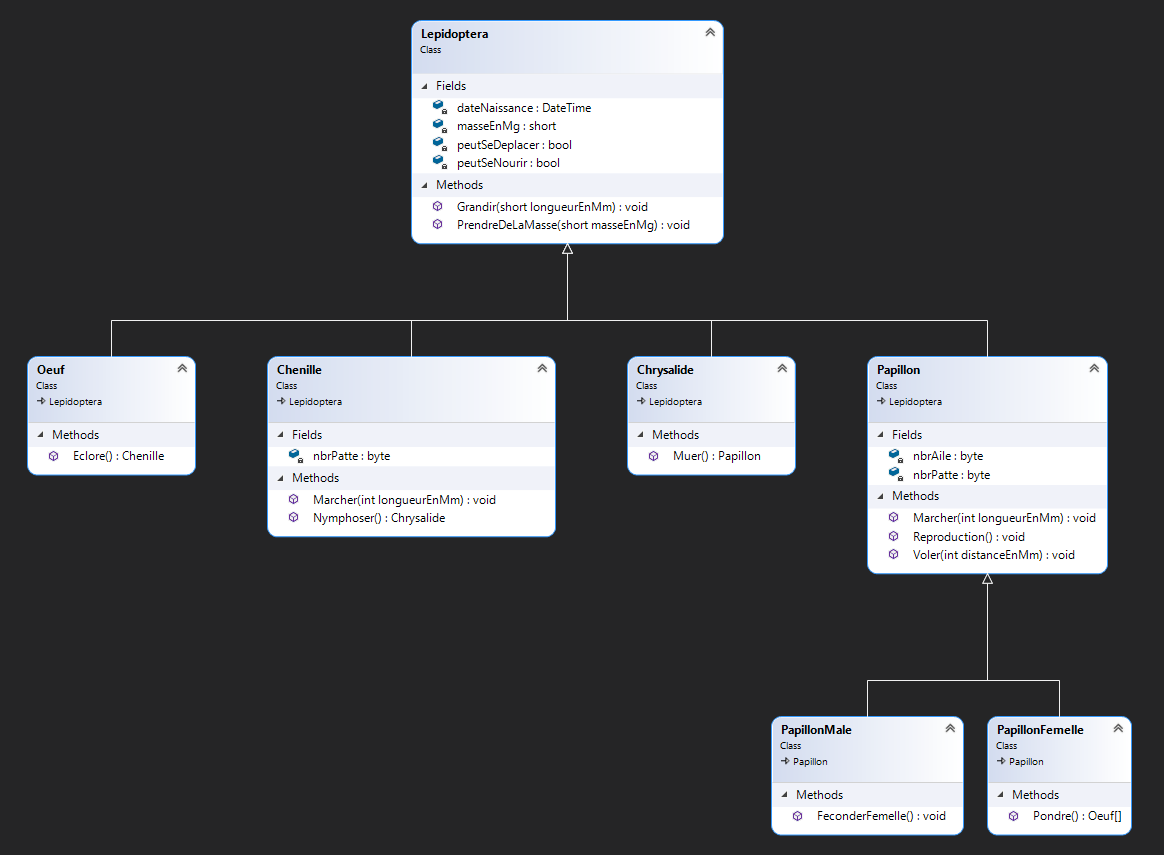 Lepidoptera
Class
Fields
dateNaissance : DateTime
masseEnMg : short
peutSeDeplacer : bool
peutSeNourir : bool
Methods
Grandir(short longueurEnMm) : void
PrendreDeLaMasse(short masseEnMg) : void
Oeuf
Class
Lepidoptera
Methods
Eclore() : Chenille
Chenille
Class
Lepidoptera
Fields
nbrPatte : byte
Methods
Marcher(int longueurEnMm) : void
Nymphoser() : Chrysalide
Chrysalide
Class
Lepidoptera
Methods
Muer() : Papillon
Papillon
Class
Lepidoptera
Fields
nbrAile : byte
nbrPatte : byte
Methods
Marcher(int longueurEnMm) : void
Reproduction() : void
Voler(int distanceEnMm) : void
PapillonMale
Class
Papillon
Methods
FeconderFemelle() : void
PapillonFemelle
Class
Papillon
Methods
Pondre() : Oeuf[]